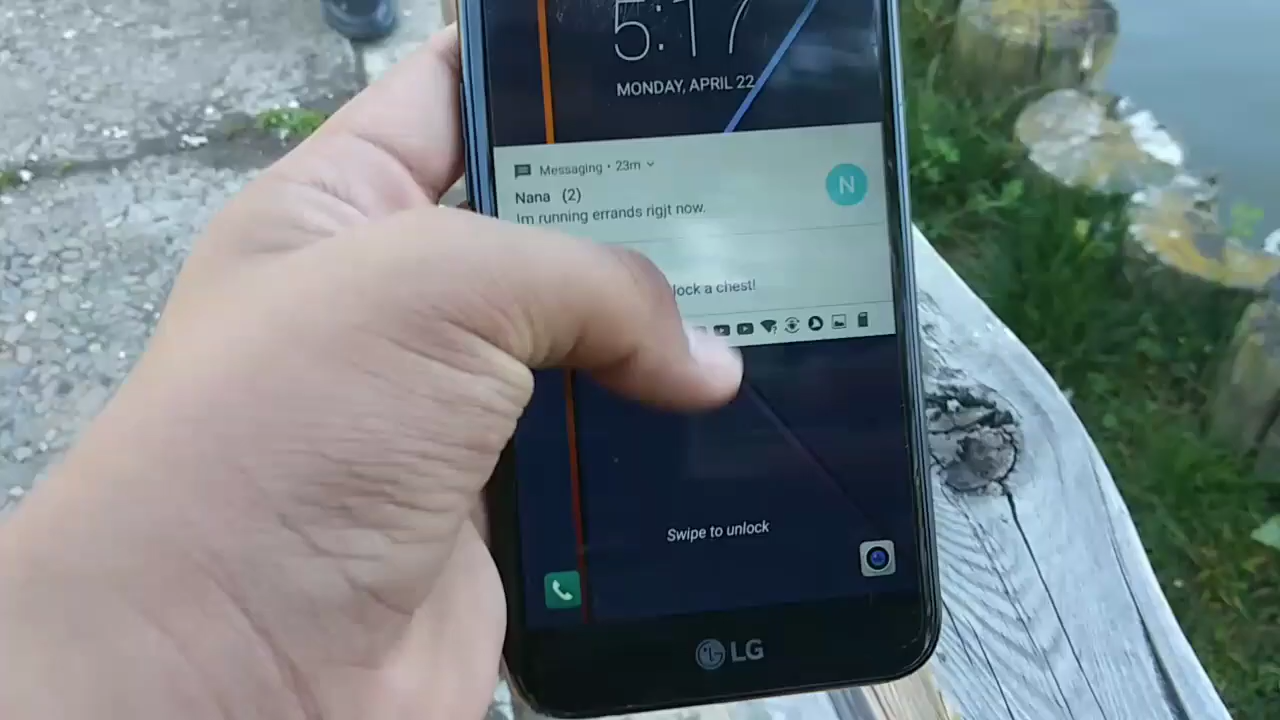 5:17
MONDAY, APRIL 22
Messaging • 23m
Nana (2)
Im running errands rigjt now.
N
lock a chest!
Swipe to unlock
LG